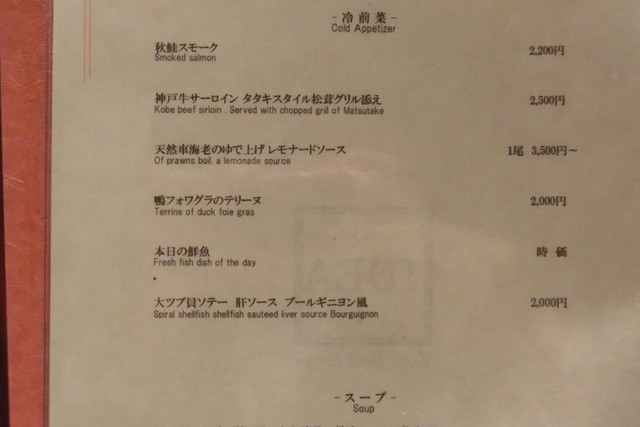 - 冷 前 菜 -
Cold Appetizer
秋鮭スモーク 2,200円
Smoked salmon
神戸牛サーロイン タタキスタイル松茸グリル添え 2,500円
Kobe beef sirloin . Served with chopped grill of Matsutake
天然車海老のゆで上げ レモナードソース 1尾 3,500円～
Of prawns boil. a lemonade source
鴨フォワグラのテリーヌ 2,000円
Terrine of duck foie gras
本日の鮮魚 時 価
Fresh fish dish of the day
大ツブ貝ソテー 肝ソース ブールギニヨン風 2,000円
Spiral shellfish shellfish sauteed liver source Bourguignon
- スープ -
Soup